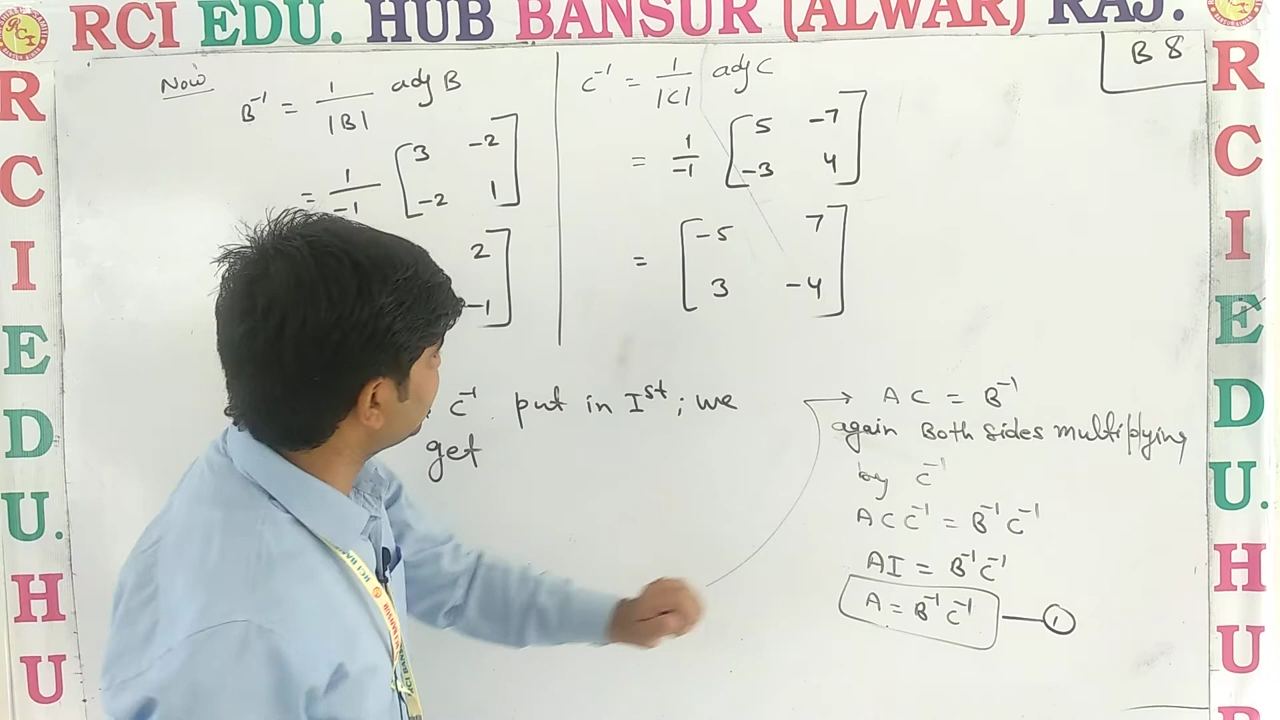 RCI EDU. HUB BANSUR (ALWAR) RAJ.
B 8
Now
B⁻¹ = 1/|B| adj B
= 1/-1 [3 -2
-2 1]
2]
-1]
C⁻¹ = 1/|C| adj C
= 1/-1 [5 -7
-3 4]
= [-5 7
3 -4]
C⁻¹ put in Ist; we
get
→ AC = B⁻¹
again Both sides multiplying
by C⁻¹
ACC⁻¹ = B⁻¹C⁻¹
AI = B⁻¹C⁻¹
A = B⁻¹C⁻¹ — 1
R
C
I
E
D
U.
H
U
R
C
I
E
D
U.
H
U